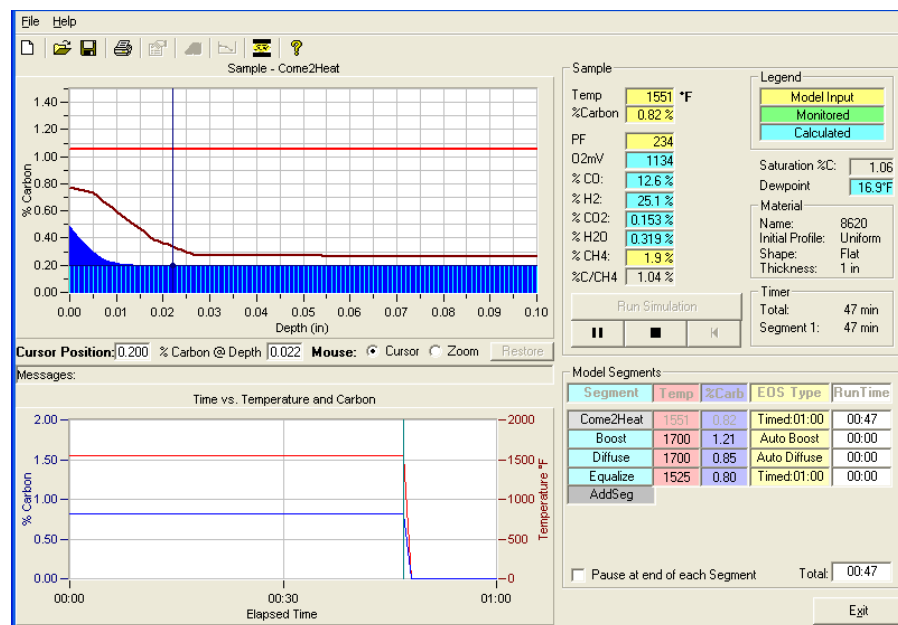 File Help
Sample - Come2Heat
1.40
1.20
1.00
0.80
0.60
0.40
0.20
0.00
% Carbon
0.00 0.01 0.02 0.03 0.04 0.05 0.06 0.07 0.08 0.09 0.10
Depth (in)
Cursor Position: 0.200 % Carbon @ Depth 0.022 Mouse: Cursor Zoom Restore
Messages:
Time vs. Temperature and Carbon
2.00
1.50
1.00
0.50
0.00
% Carbon
2000
1500
1000
500
0
Temperature °F
00:00 00:30 01:00
Elapsed Time
Sample
Temp 1551 °F
%Carbon 0.82 %
PF 234
O2mV 1134
% CO: 12.6 %
% H2: 25.1 %
% CO2: 0.153 %
% H2O 0.319 %
% CH4: 1.9 %
%C/CH4 1.04 %
Run Simulation
Legend
Model Input
Monitored
Calculated
Saturation %C: 1.06
Dewpoint 16.9°F
Material
Name: 8620
Initial Profile: Uniform
Shape: Flat
Thickness: 1 in
Timer
Total: 47 min
Segment 1: 47 min
Model Segments
Segment Temp %Carb EOS Type RunTime
Come2Heat 1551 0.82 Timed:01:00 00:47
Boost 1700 1.21 Auto Boost 00:00
Diffuse 1700 0.85 Auto Diffuse 00:00
Equalize 1525 0.80 Timed:01:00 00:00
AddSeg
Pause at end of each Segment Total: 00:47
Exit